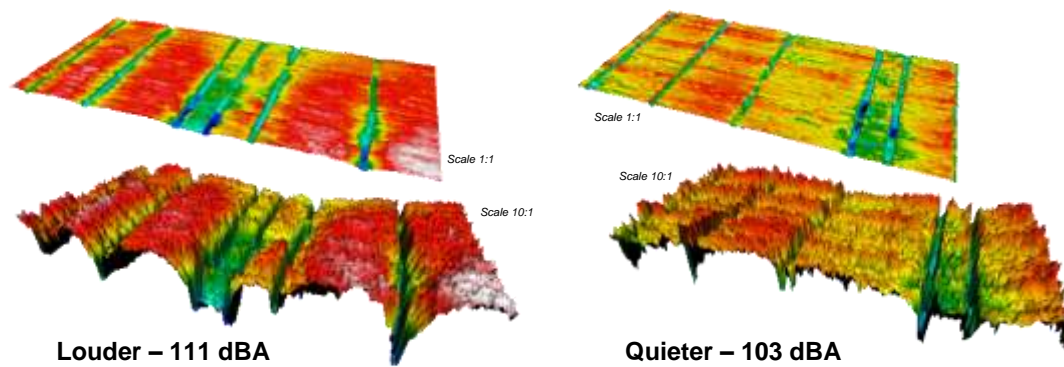 Scale 1:1
Scale 1:1
Scale 10:1
Scale 10:1
Louder – 111 dBA
Quieter – 103 dBA